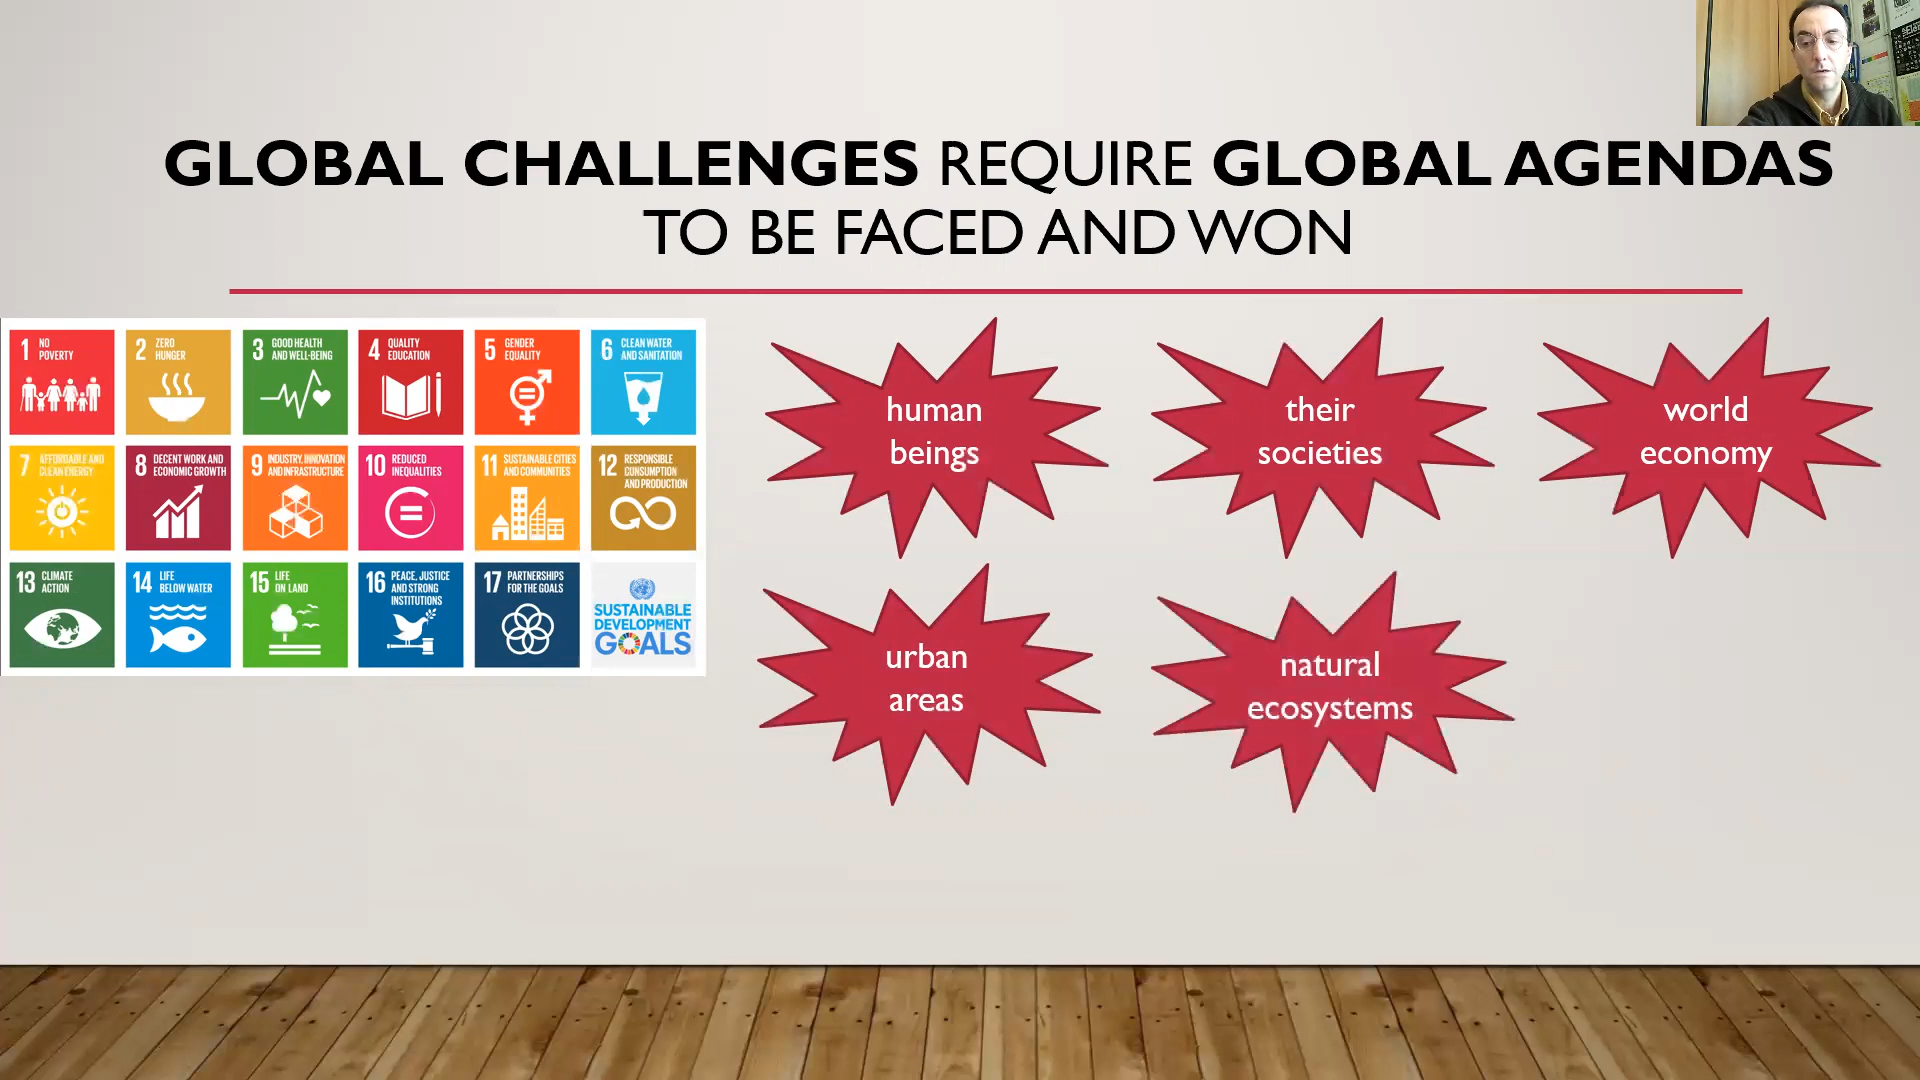 GLOBAL CHALLENGES REQUIRE GLOBAL AGENDAS
TO BE FACED AND WON
1 NO
POVERTY
2 ZERO
HUNGER
3 GOOD HEALTH
AND WELL-BEING
4 QUALITY
EDUCATION
5 GENDER
EQUALITY
6 CLEAN WATER
AND SANITATION
7 AFFORDABLE AND
CLEAN ENERGY
8 DECENT WORK AND
ECONOMIC GROWTH
9 INDUSTRY, INNOVATION
AND INFRASTRUCTURE
10 REDUCED
INEQUALITIES
11 SUSTAINABLE CITIES
AND COMMUNITIES
12 RESPONSIBLE
CONSUMPTION
AND PRODUCTION
13 CLIMATE
ACTION
14 LIFE
BELOW WATER
15 LIFE
ON LAND
16 PEACE, JUSTICE
AND STRONG
INSTITUTIONS
17 PARTNERSHIPS
FOR THE GOALS
SUSTAINABLE
DEVELOPMENT
GOALS
human
beings
their
societies
world
economy
urban
areas
natural
ecosystems